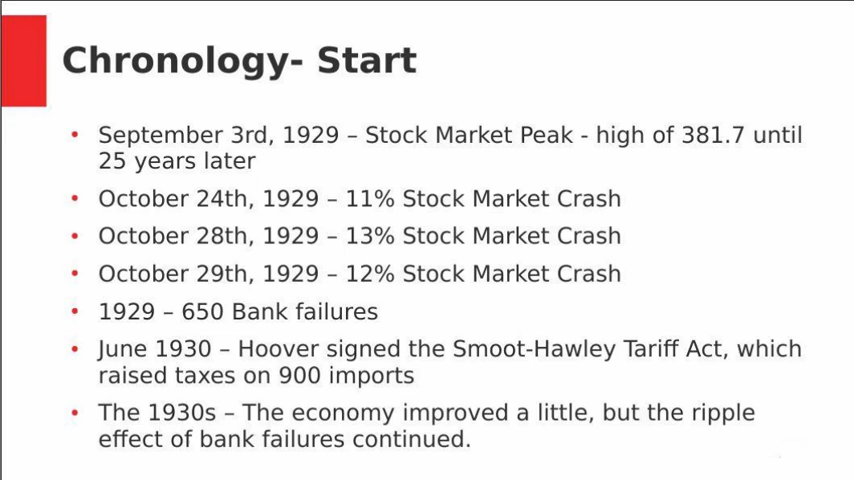 Chronology- Start
• September 3rd, 1929 – Stock Market Peak - high of 381.7 until
25 years later
• October 24th, 1929 – 11% Stock Market Crash
• October 28th, 1929 – 13% Stock Market Crash
• October 29th, 1929 – 12% Stock Market Crash
• 1929 – 650 Bank failures
• June 1930 – Hoover signed the Smoot-Hawley Tariff Act, which
raised taxes on 900 imports
• The 1930s – The economy improved a little, but the ripple
effect of bank failures continued.